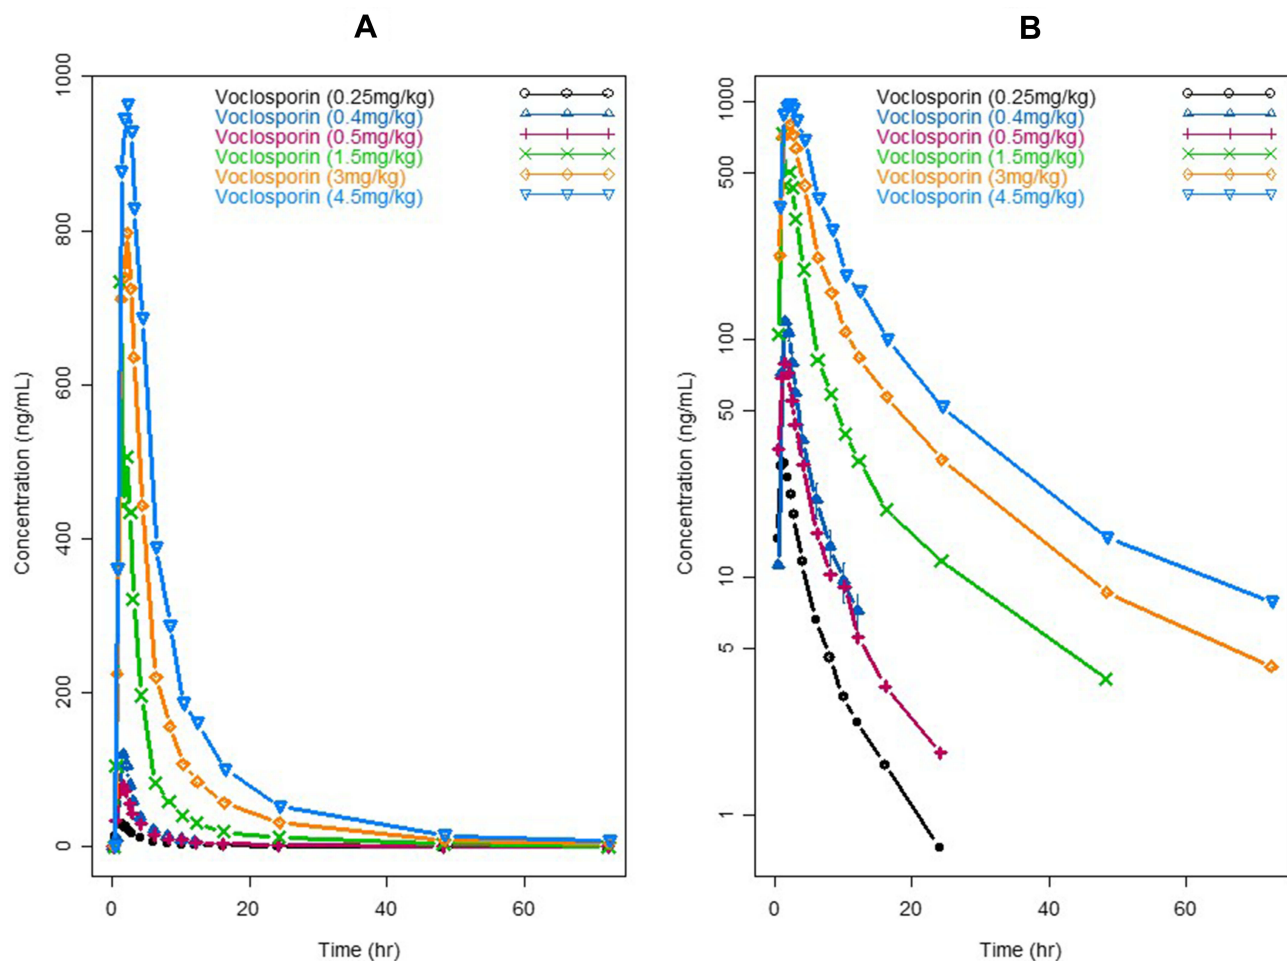 A
1000
800
600
400
200
0
0 20 40 60
Concentration (ng/mL)
Time (hr)
Voclosporin (0.25mg/kg)
Voclosporin (0.4mg/kg)
Voclosporin (0.5mg/kg)
Voclosporin (1.5mg/kg)
Voclosporin (3mg/kg)
Voclosporin (4.5mg/kg)
B
1000
500
100
50
10
5
1
0 20 40 60
Concentration (ng/mL)
Time (hr)
Voclosporin (0.25mg/kg)
Voclosporin (0.4mg/kg)
Voclosporin (0.5mg/kg)
Voclosporin (1.5mg/kg)
Voclosporin (3mg/kg)
Voclosporin (4.5mg/kg)